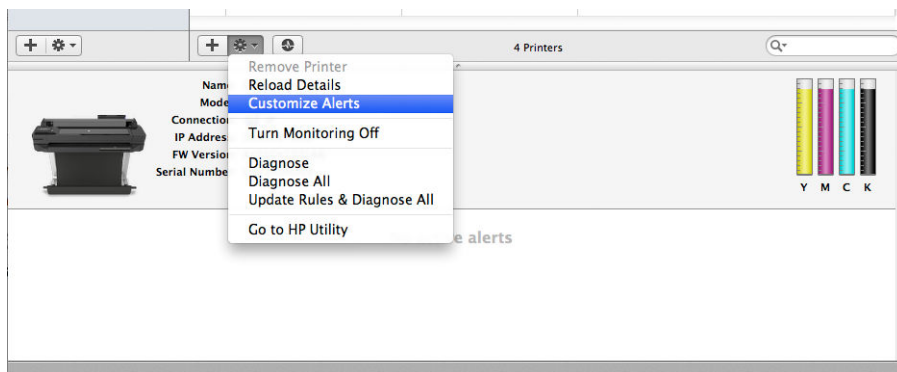 4 Printers
Remove Printer
Reload Details
Customize Alerts
Turn Monitoring Off
Diagnose
Diagnose All
Update Rules & Diagnose All
Go to HP Utility
Nam
Mode
Connection
IP Addres
FW Version
Serial Numbe
Y M C K
e alerts